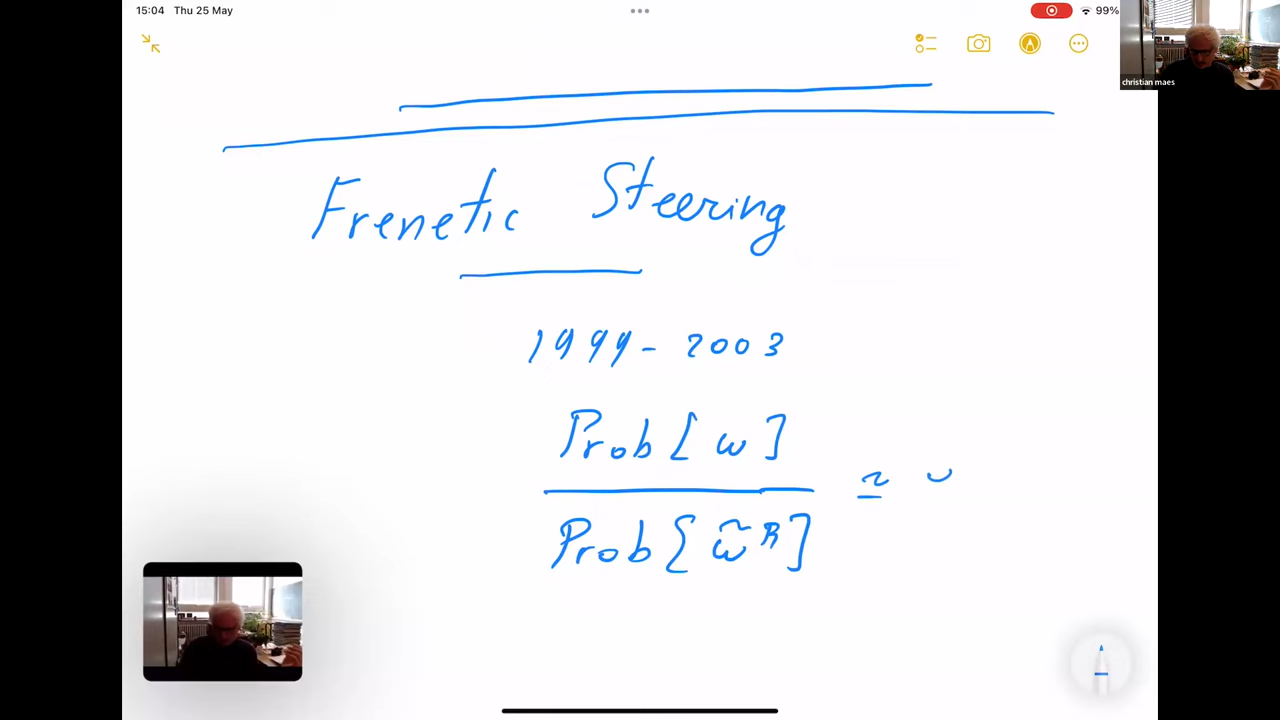 15:04 Thu 25 May
99%
christian maes
Frenetic Steering
1999-2003
Prob[ω]
≃
Prob[ω̃ᴿ]